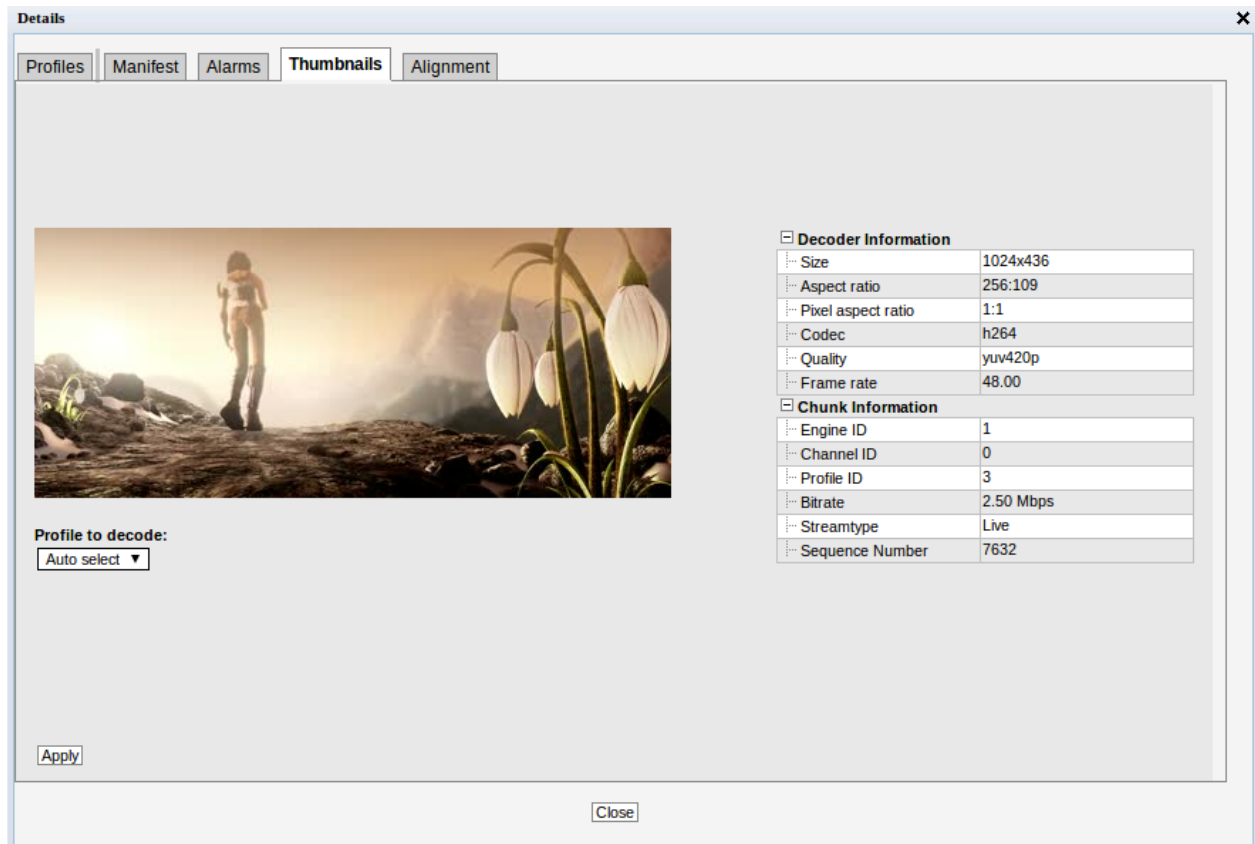 Details
Profiles Manifest Alarms Thumbnails Alignment
Decoder Information
Size 1024x436
Aspect ratio 256:109
Pixel aspect ratio 1:1
Codec h264
Quality yuv420p
Frame rate 48.00
Chunk Information
Engine ID 1
Channel ID 0
Profile ID 3
Bitrate 2.50 Mbps
Streamtype Live
Sequence Number 7632
Profile to decode:
Auto select
Apply
Close